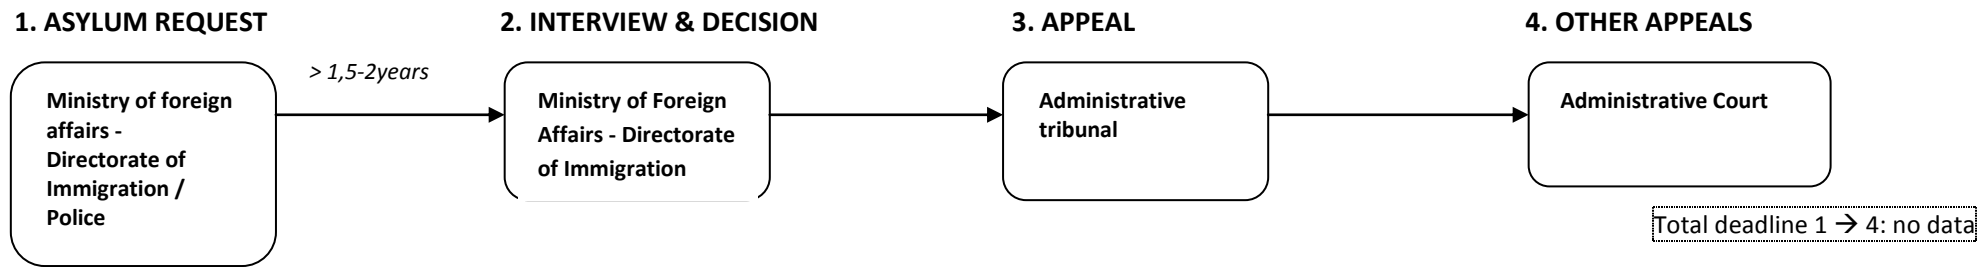 1. ASYLUM REQUEST
2. INTERVIEW & DECISION
3. APPEAL
4. OTHER APPEALS
Ministry of foreign
affairs -
Directorate of
Immigration /
Police
> 1,5-2years
Ministry of Foreign
Affairs - Directorate
of Immigration
Administrative
tribunal
Administrative Court
Total deadline 1 → 4: no data